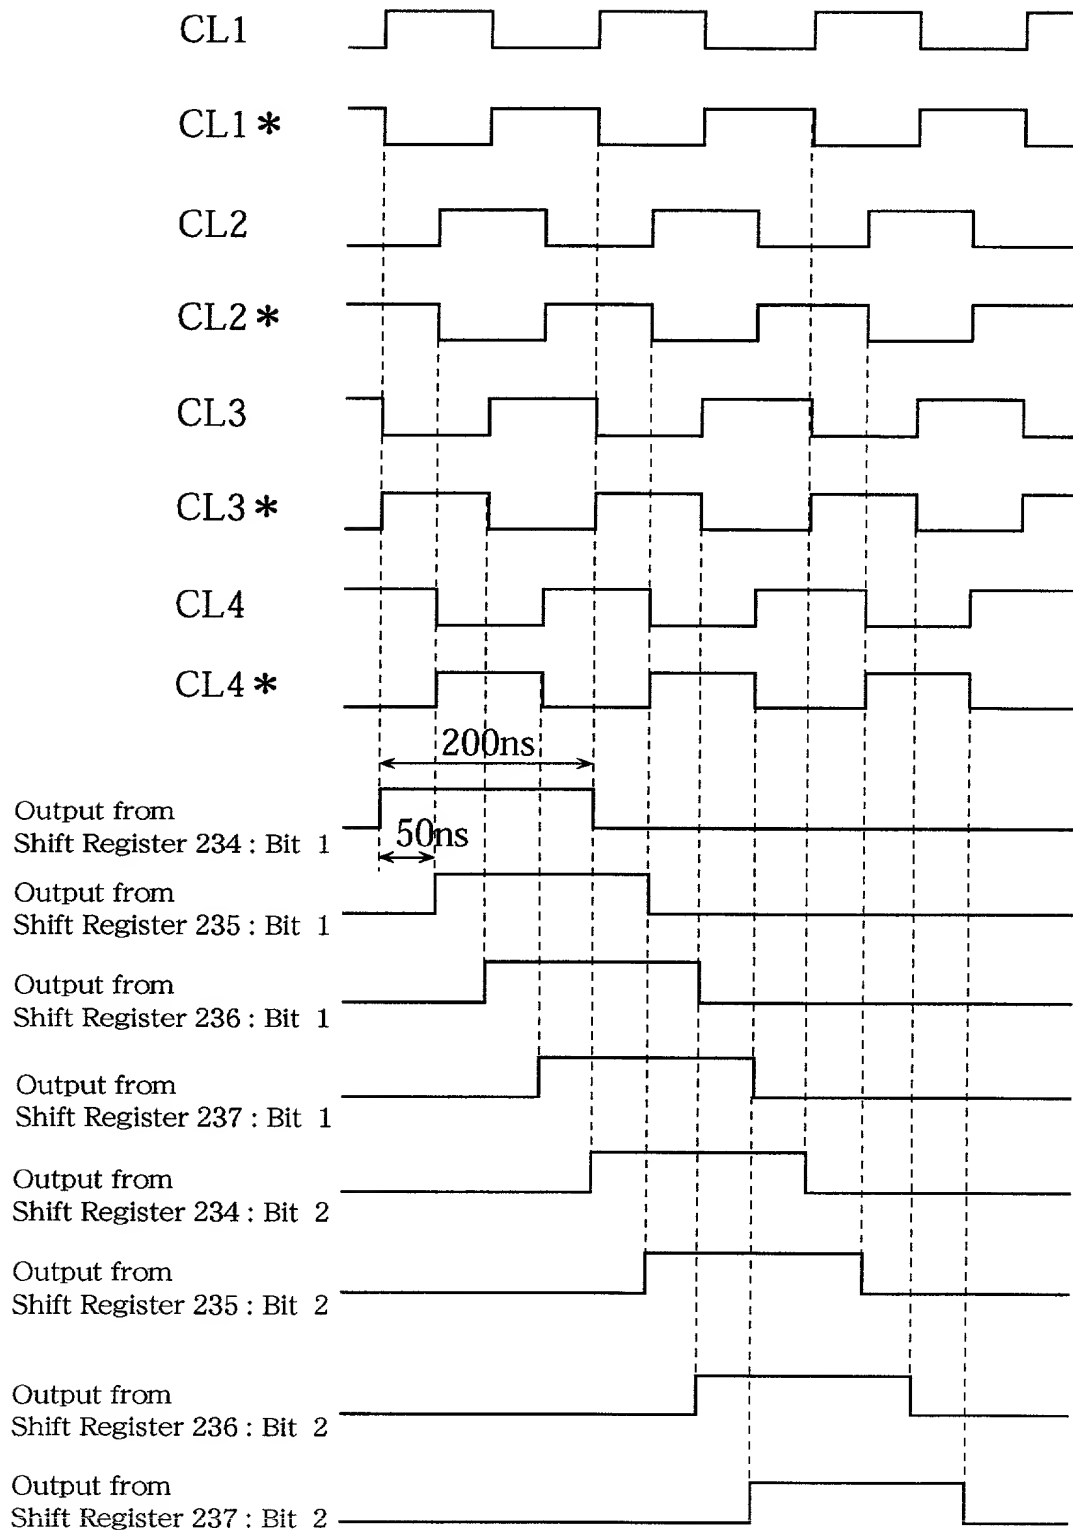 CL1
CL1*
CL2
CL2*
CL3
CL3*
CL4
CL4*
200ns
Output from
Shift Register 234 : Bit 1
50ns
Output from
Shift Register 235 : Bit 1
Output from
Shift Register 236 : Bit 1
Output from
Shift Register 237 : Bit 1
Output from
Shift Register 234 : Bit 2
Output from
Shift Register 235 : Bit 2
Output from
Shift Register 236 : Bit 2
Output from
Shift Register 237 : Bit 2